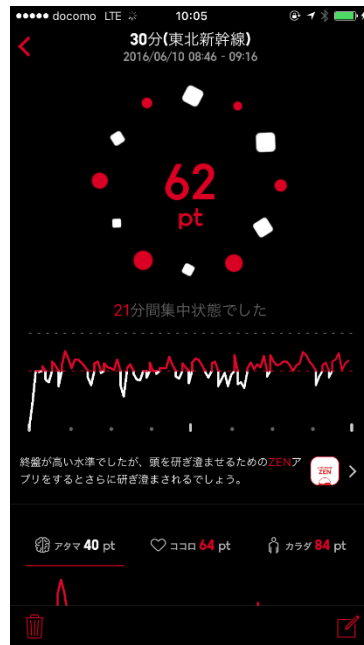 docomo LTE 10:05
30分(東北新幹線)
2016/06/10 08:46 - 09:16
62
pt
21分間集中状態でした
終盤が高い水準でしたが、頭を研ぎ澄ませるためのZENア
プリをするとさらに研ぎ澄まされるでしょう。
ZEN
アタマ 40 pt ココロ 64 pt カラダ 84 pt